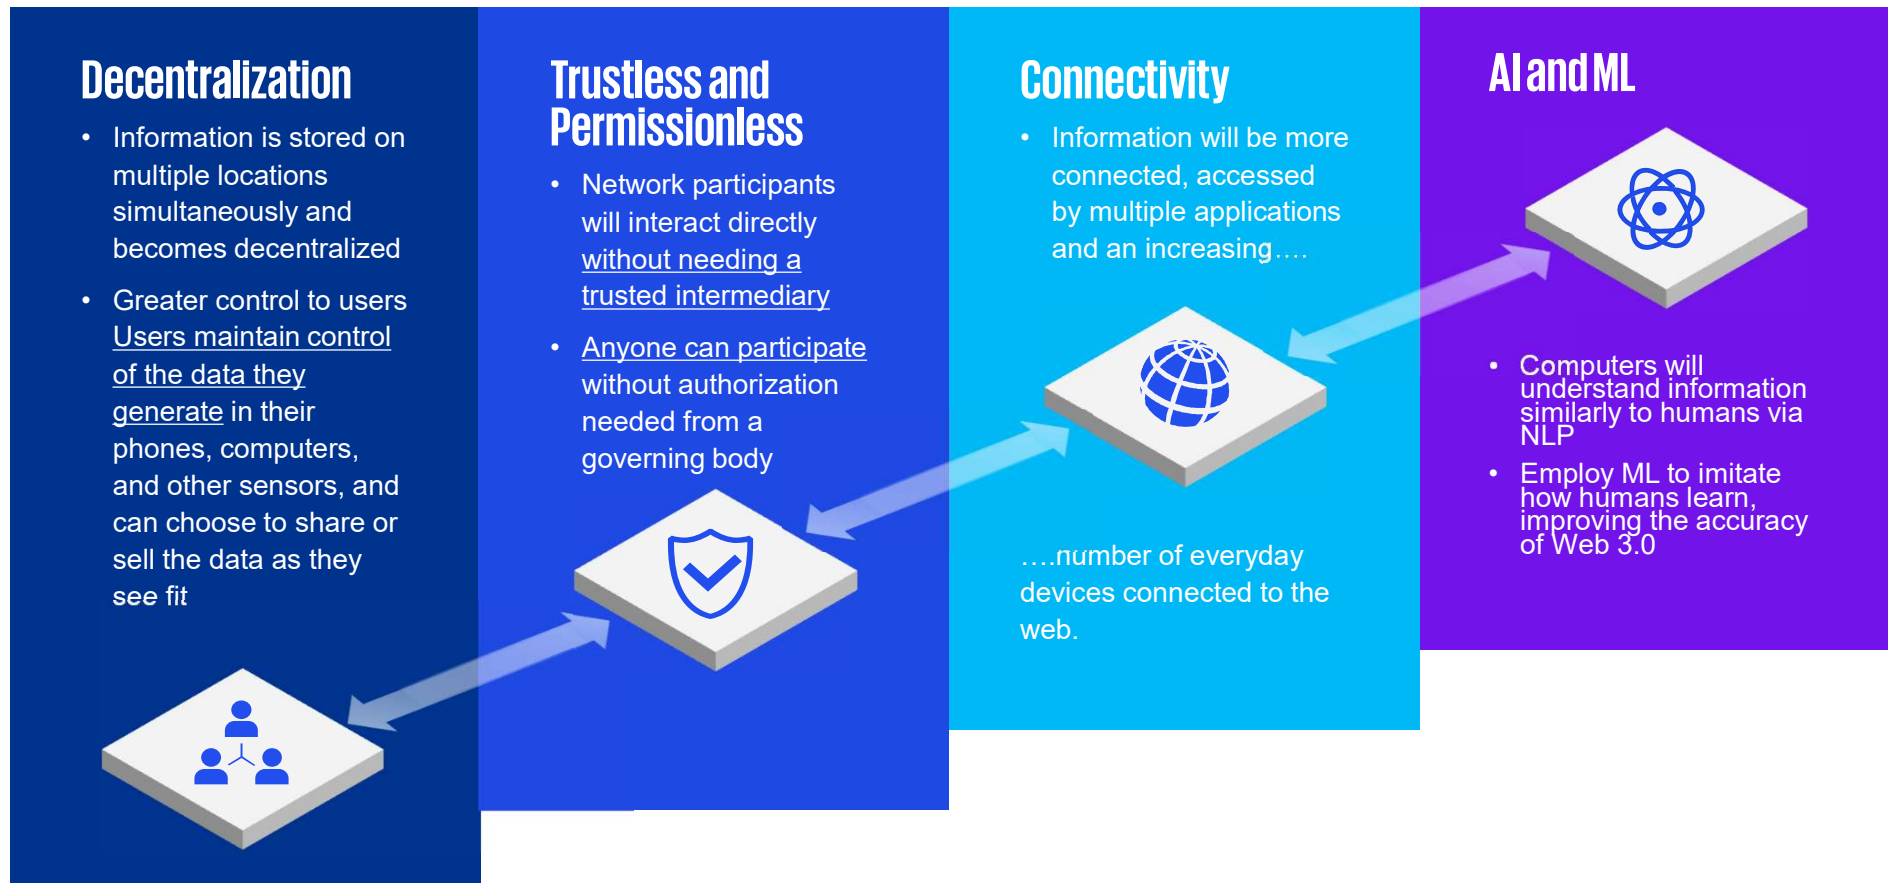 Decentralization
• Information is stored on
multiple locations
simultaneously and
becomes decentralized
• Greater control to users
Users maintain control
of the data they
generate in their
phones, computers,
and other sensors, and
can choose to share or
sell the data as they
see fit
Trustless and
Permissionless
• Network participants
will interact directly
without needing a
trusted intermediary
• Anyone can participate
without authorization
needed from a
governing body
Connectivity
• Information will be more
connected, accessed
by multiple applications
and an increasing….
….number of everyday
devices connected to the
web.
AI and ML
• Computers will
understand information
similarly to humans via
NLP
• Employ ML to imitate
how humans learn,
improving the accuracy
of Web 3.0